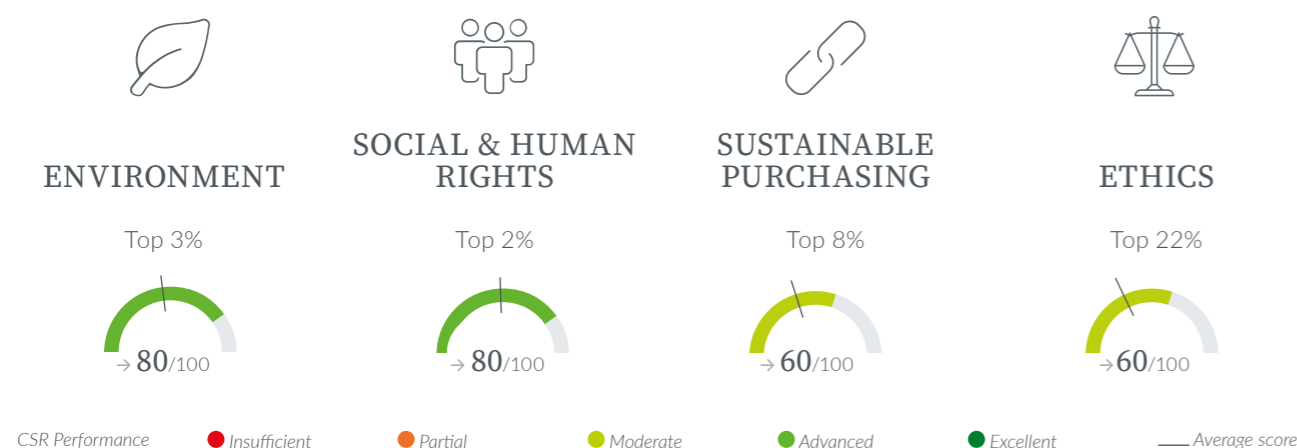 ENVIRONMENT
Top 3%
→ 80/100
SOCIAL & HUMAN
RIGHTS
Top 2%
→ 80/100
SUSTAINABLE
PURCHASING
Top 8%
→ 60/100
ETHICS
Top 22%
→ 60/100
CSR Performance
Insufficient
Partial
Moderate
Advanced
Excellent
Average score